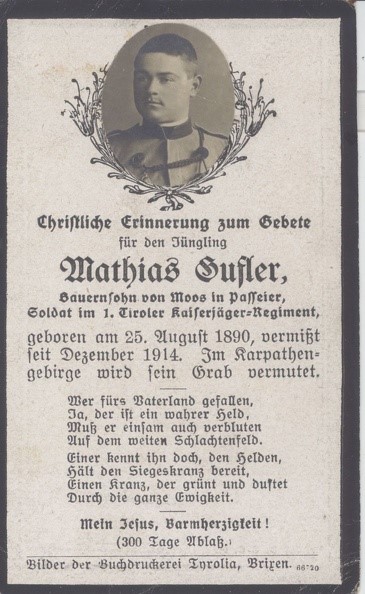 Christliche Erinnerung zum Gebete
für den Jüngling
Mathias Gufler,
Bauernsohn von Moos in Passeier,
Soldat im 1. Tiroler Kaiserjäger-Regiment,
geboren am 25. August 1890, vermißt
seit Dezember 1914. Im Karpathen-
gebirge wird sein Grab vermutet.
Wer fürs Vaterland gefallen,
Ja, der ist ein wahrer Held,
Muß er einsam auch verbluten
Auf dem weiten Schlachtenfeld.
Einer kennt ihn doch, den Helden,
Hält den Siegeskranz bereit,
Einen Kranz, der grünt und duftet
Durch die ganze Ewigkeit.
Mein Jesus, Barmherzigkeit!
(300 Tage Ablaß.)
Bilder der Buchdruckerei Tyrolia, Brixen.